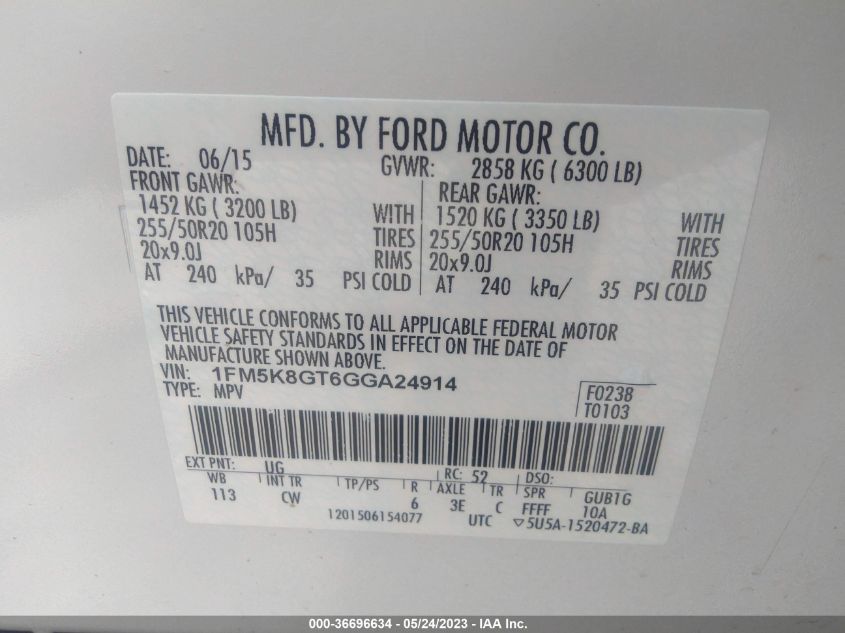 MFD. BY FORD MOTOR CO.
DATE: 06/15 GVWR: 2858 KG ( 6300 LB)
FRONT GAWR: REAR GAWR:
1452 KG ( 3200 LB) WITH 1520 KG ( 3350 LB) WITH
255/50R20 105H TIRES 255/50R20 105H TIRES
20x9.0J RIMS 20x9.0J RIMS
AT 240 kPa/ 35 PSI COLD AT 240 kPa/ 35 PSI COLD
THIS VEHICLE CONFORMS TO ALL APPLICABLE FEDERAL MOTOR
VEHICLE SAFETY STANDARDS IN EFFECT ON THE DATE OF
MANUFACTURE SHOWN ABOVE.
VIN: 1FM5K8GT6GGA24914
TYPE: MPV
F0238
T0103
EXT PNT: UG RC: 52 DSO:
WB INT TR TP/PS R AXLE TR SPR GUB1G
113 CW 6 3E C FFFF 10A
1201506154077 UTC ▽5U5A-1520472-BA
000-36696634 / 05/24/2023 — IAA Inc.